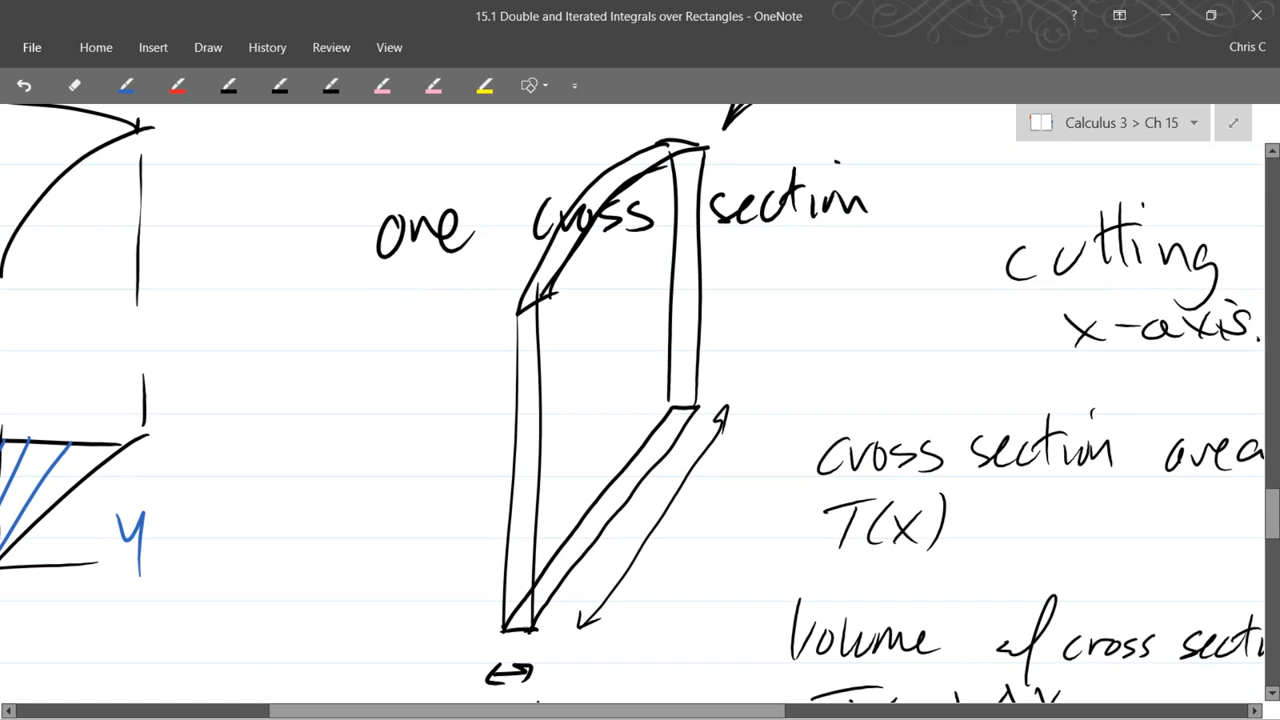 15.1 Double and Iterated Integrals over Rectangles - OneNote
?
File Home Insert Draw History Review View
Chris C
Calculus 3 > Ch 15
one cross section
cutting
x-axis.
cross section area
T(x)
Volume of cross secti
y